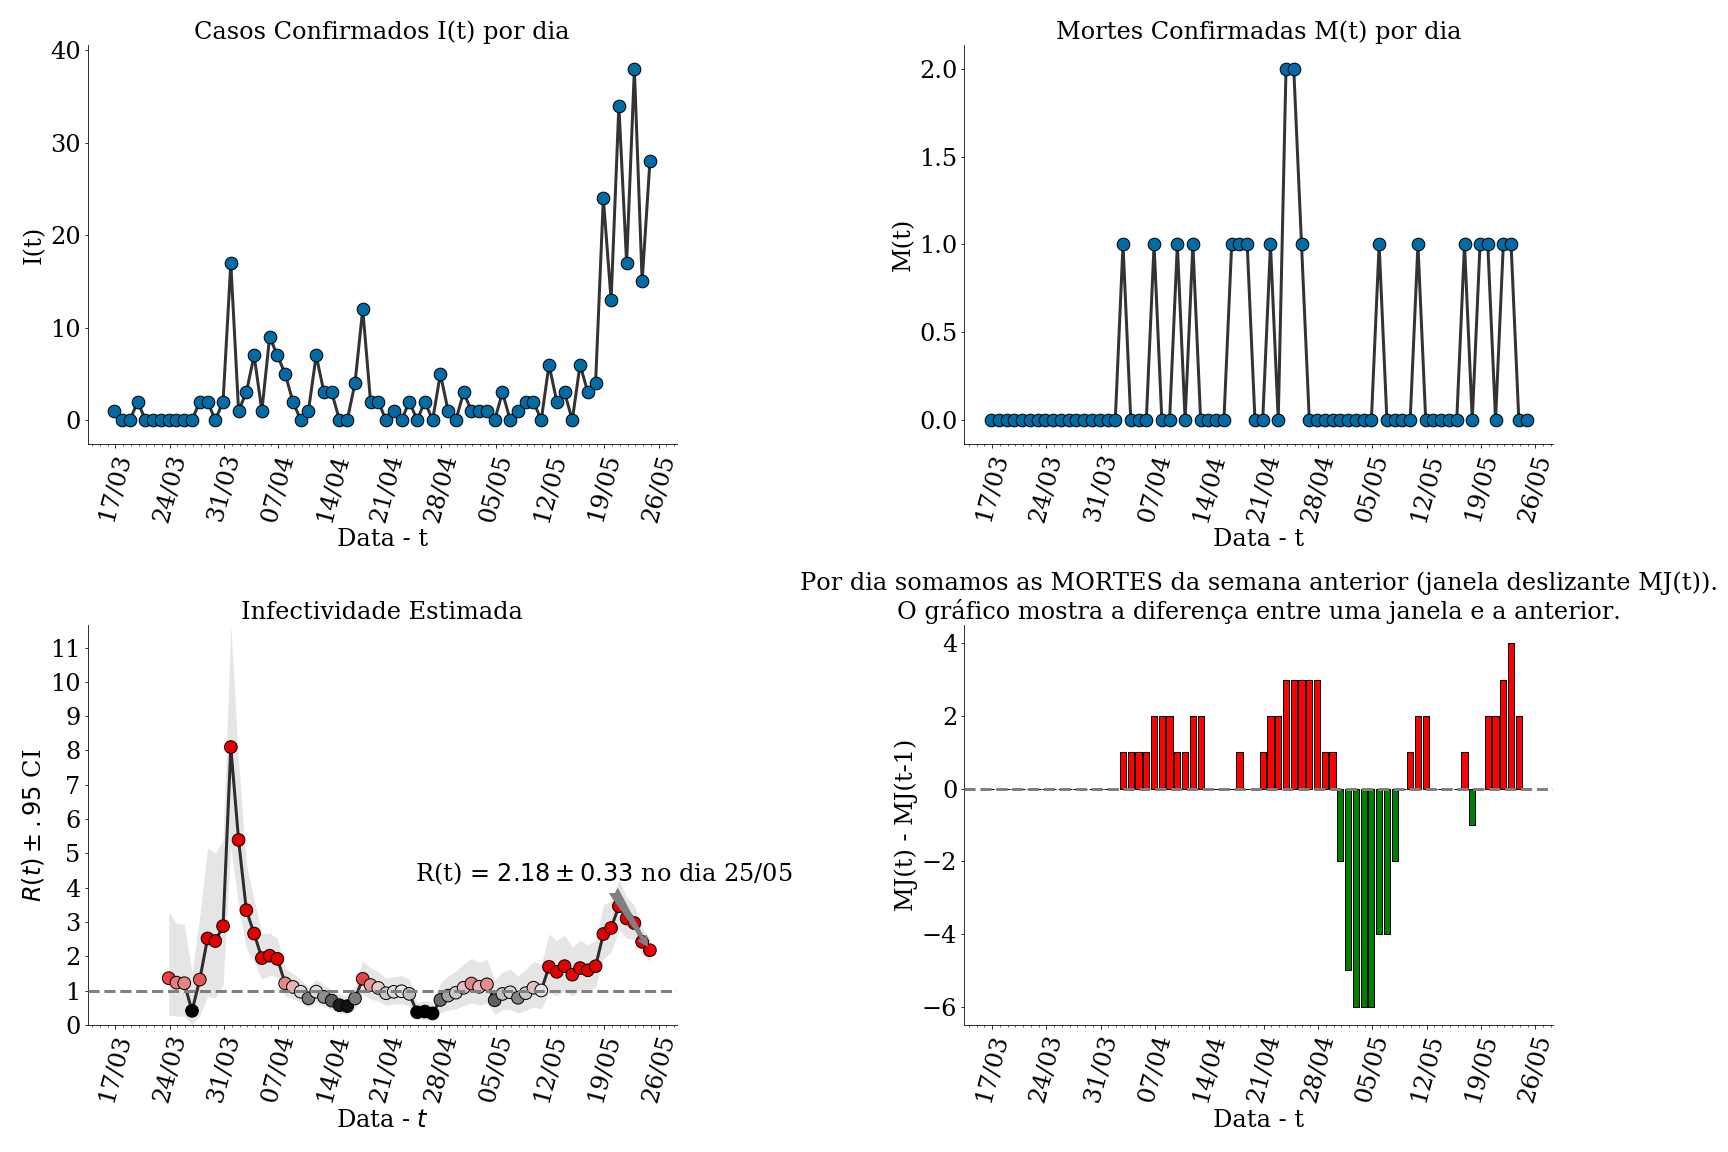 Casos Confirmados I(t) por dia
I(t)
40
30
20
10
0
17/03 24/03 31/03 07/04 14/04 21/04 28/04 05/05 12/05 19/05 26/05
Data - t
Mortes Confirmadas M(t) por dia
M(t)
2.0
1.5
1.0
0.5
0.0
17/03 24/03 31/03 07/04 14/04 21/04 28/04 05/05 12/05 19/05 26/05
Data - t
Infectividade Estimada
R(t) ± .95 CI
11
10
9
8
7
6
5
4
3
2
1
0
R(t) = 2.18 ± 0.33 no dia 25/05
17/03 24/03 31/03 07/04 14/04 21/04 28/04 05/05 12/05 19/05 26/05
Data - t
Por dia somamos as MORTES da semana anterior (janela deslizante MJ(t)).
O gráfico mostra a diferença entre uma janela e a anterior.
MJ(t) - MJ(t-1)
4
2
0
−2
−4
−6
17/03 24/03 31/03 07/04 14/04 21/04 28/04 05/05 12/05 19/05 26/05
Data - t